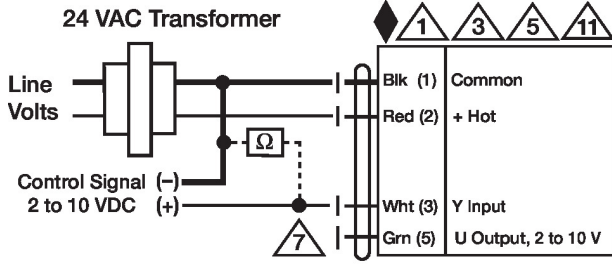 24 VAC Transformer
1 3 5 11
Line
Volts
Blk (1) Common
Red (2) + Hot
Ω
Control Signal (−)
2 to 10 VDC (+)
Wht (3) Y Input
7
Grn (5) U Output, 2 to 10 V